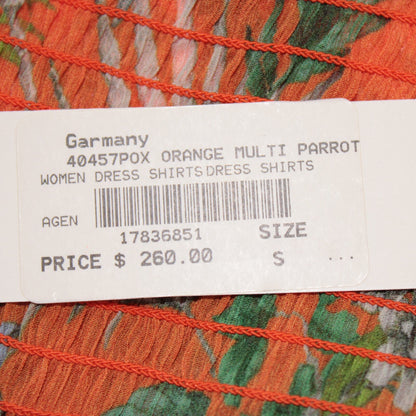 Garmany
40457POX ORANGE MULTI PARROT
WOMEN DRESS SHIRTS DRESS SHIRTS
AGEN
17836851 SIZE
PRICE $ 260.00 S ...